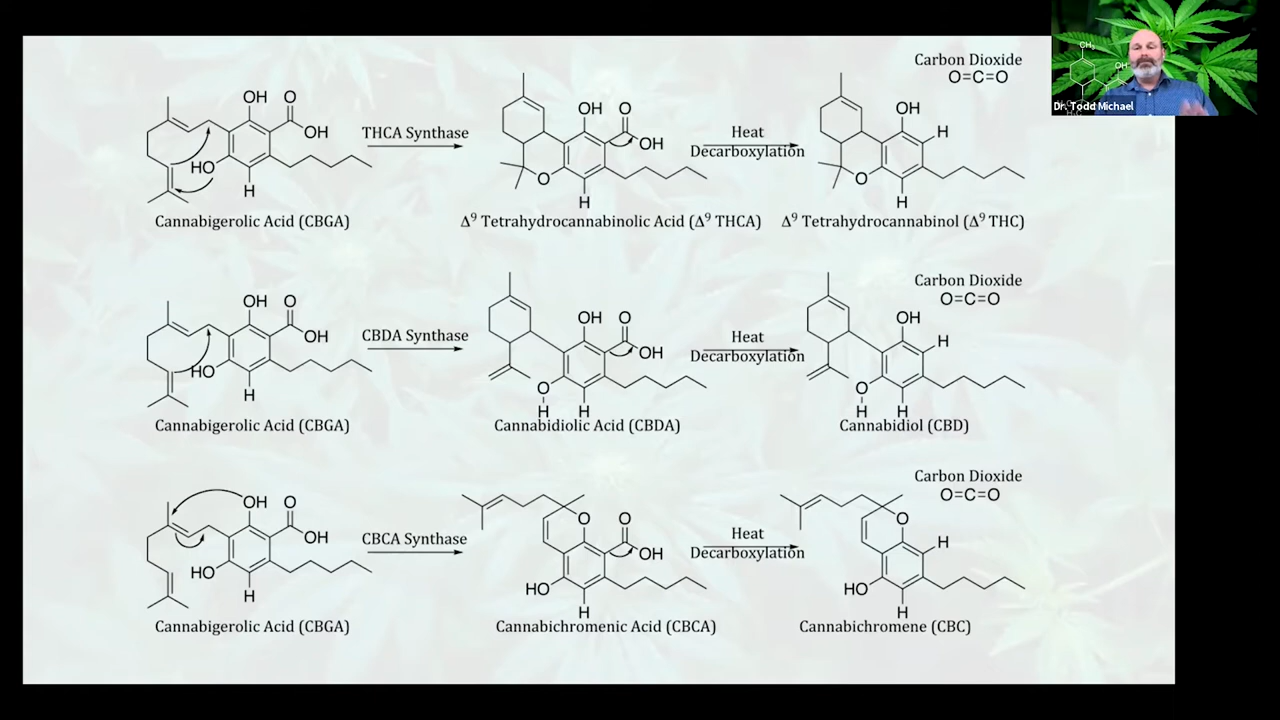 Carbon Dioxide
O=C=O
OH
O
OH
HO
H
THCA Synthase
OH
O
OH
O
H
Heat
Decarboxylation
OH
H
O
H
Cannabigerolic Acid (CBGA)
Δ⁹ Tetrahydrocannabinolic Acid (Δ⁹ THCA)
Δ⁹ Tetrahydrocannabinol (Δ⁹ THC)
Carbon Dioxide
O=C=O
OH
O
OH
HO
H
CBDA Synthase
OH
O
OH
O
H
H
Heat
Decarboxylation
OH
H
O
H
H
Cannabigerolic Acid (CBGA)
Cannabidiolic Acid (CBDA)
Cannabidiol (CBD)
Carbon Dioxide
O=C=O
OH
O
OH
HO
H
CBCA Synthase
O
O
OH
HO
H
Heat
Decarboxylation
O
H
HO
H
Cannabigerolic Acid (CBGA)
Cannabichromenic Acid (CBCA)
Cannabichromene (CBC)
CH₃
OH
Dr. Todd Michael